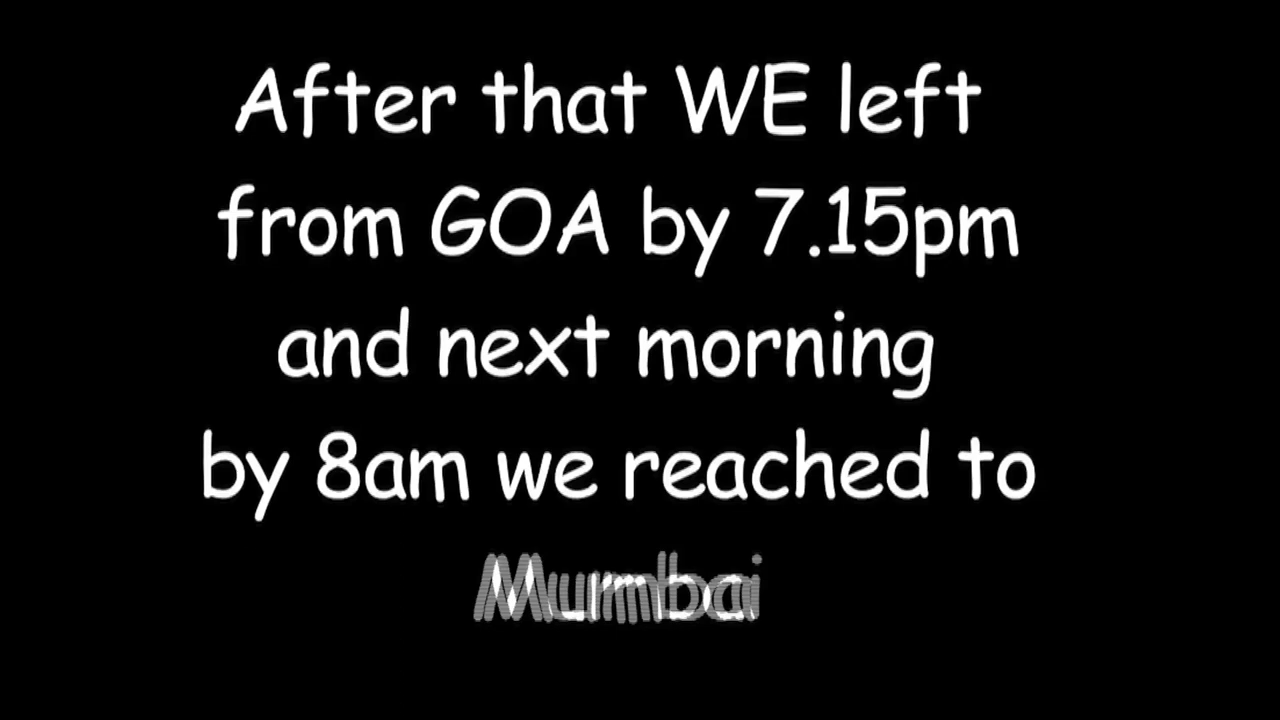 After that WE left
from GOA by 7.15pm
and next morning
by 8am we reached to
Mumbai